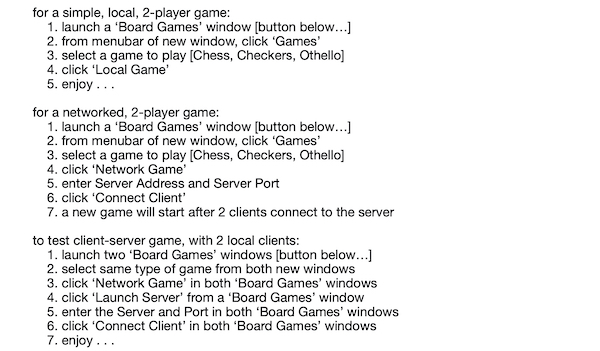 for a simple, local, 2-player game:
1. launch a ‘Board Games’ window [button below…]
2. from menubar of new window, click ‘Games’
3. select a game to play [Chess, Checkers, Othello]
4. click ‘Local Game’
5. enjoy . . .
for a networked, 2-player game:
1. launch a ‘Board Games’ window [button below…]
2. from menubar of new window, click ‘Games’
3. select a game to play [Chess, Checkers, Othello]
4. click ‘Network Game’
5. enter Server Address and Server Port
6. click ‘Connect Client’
7. a new game will start after 2 clients connect to the server
to test client-server game, with 2 local clients:
1. launch two ‘Board Games’ windows [button below…]
2. select same type of game from both new windows
3. click ‘Network Game’ in both ‘Board Games’ windows
4. click ‘Launch Server’ from a ‘Board Games’ window
5. enter the Server and Port in both ‘Board Games’ windows
6. click ‘Connect Client’ in both ‘Board Games’ windows
7. enjoy . . .